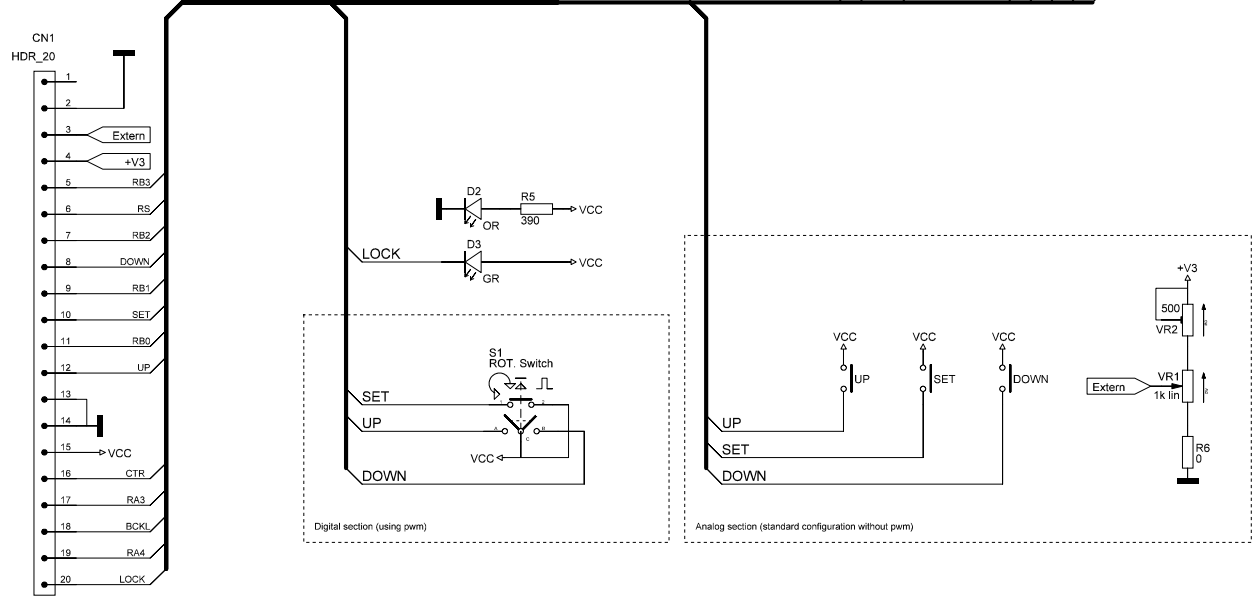 CN1
HDR_20
1
2
3 Extern
4 +V3
5 RB3
6 RS
7 RB2
8 DOWN
9 RB1
10 SET
11 RB0
12 UP
13
14
15 VCC
16 CTR
17 RA3
18 BCKL
19 RA4
20 LOCK
D2
OR
R5
390
VCC
LOCK
D3
GR
VCC
S1
ROT. Switch
SET
1 2
UP
A B
C
VCC
DOWN
Digital section (using pwm)
VCC VCC VCC
UP SET DOWN
UP
SET
DOWN
+V3
500
VR2
Extern
VR1
1k lin
R6
0
Analog section (standard configuration without pwm)